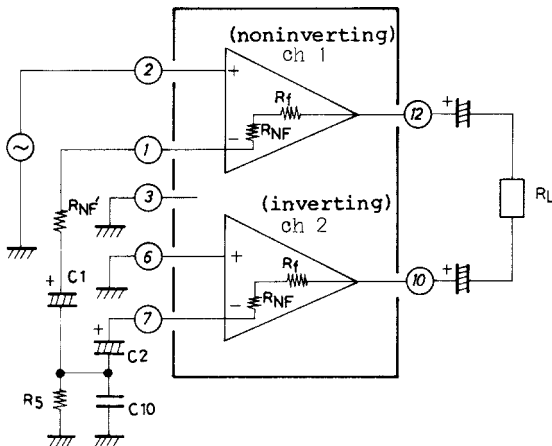 (noninverting)
ch 1
2
+
Rf
RNF
−
1
12
+
RNF'
3
RL
(inverting)
ch 2
6
+
Rf
RNF
−
7
10
+
+
C1
+
C2
R5
C10